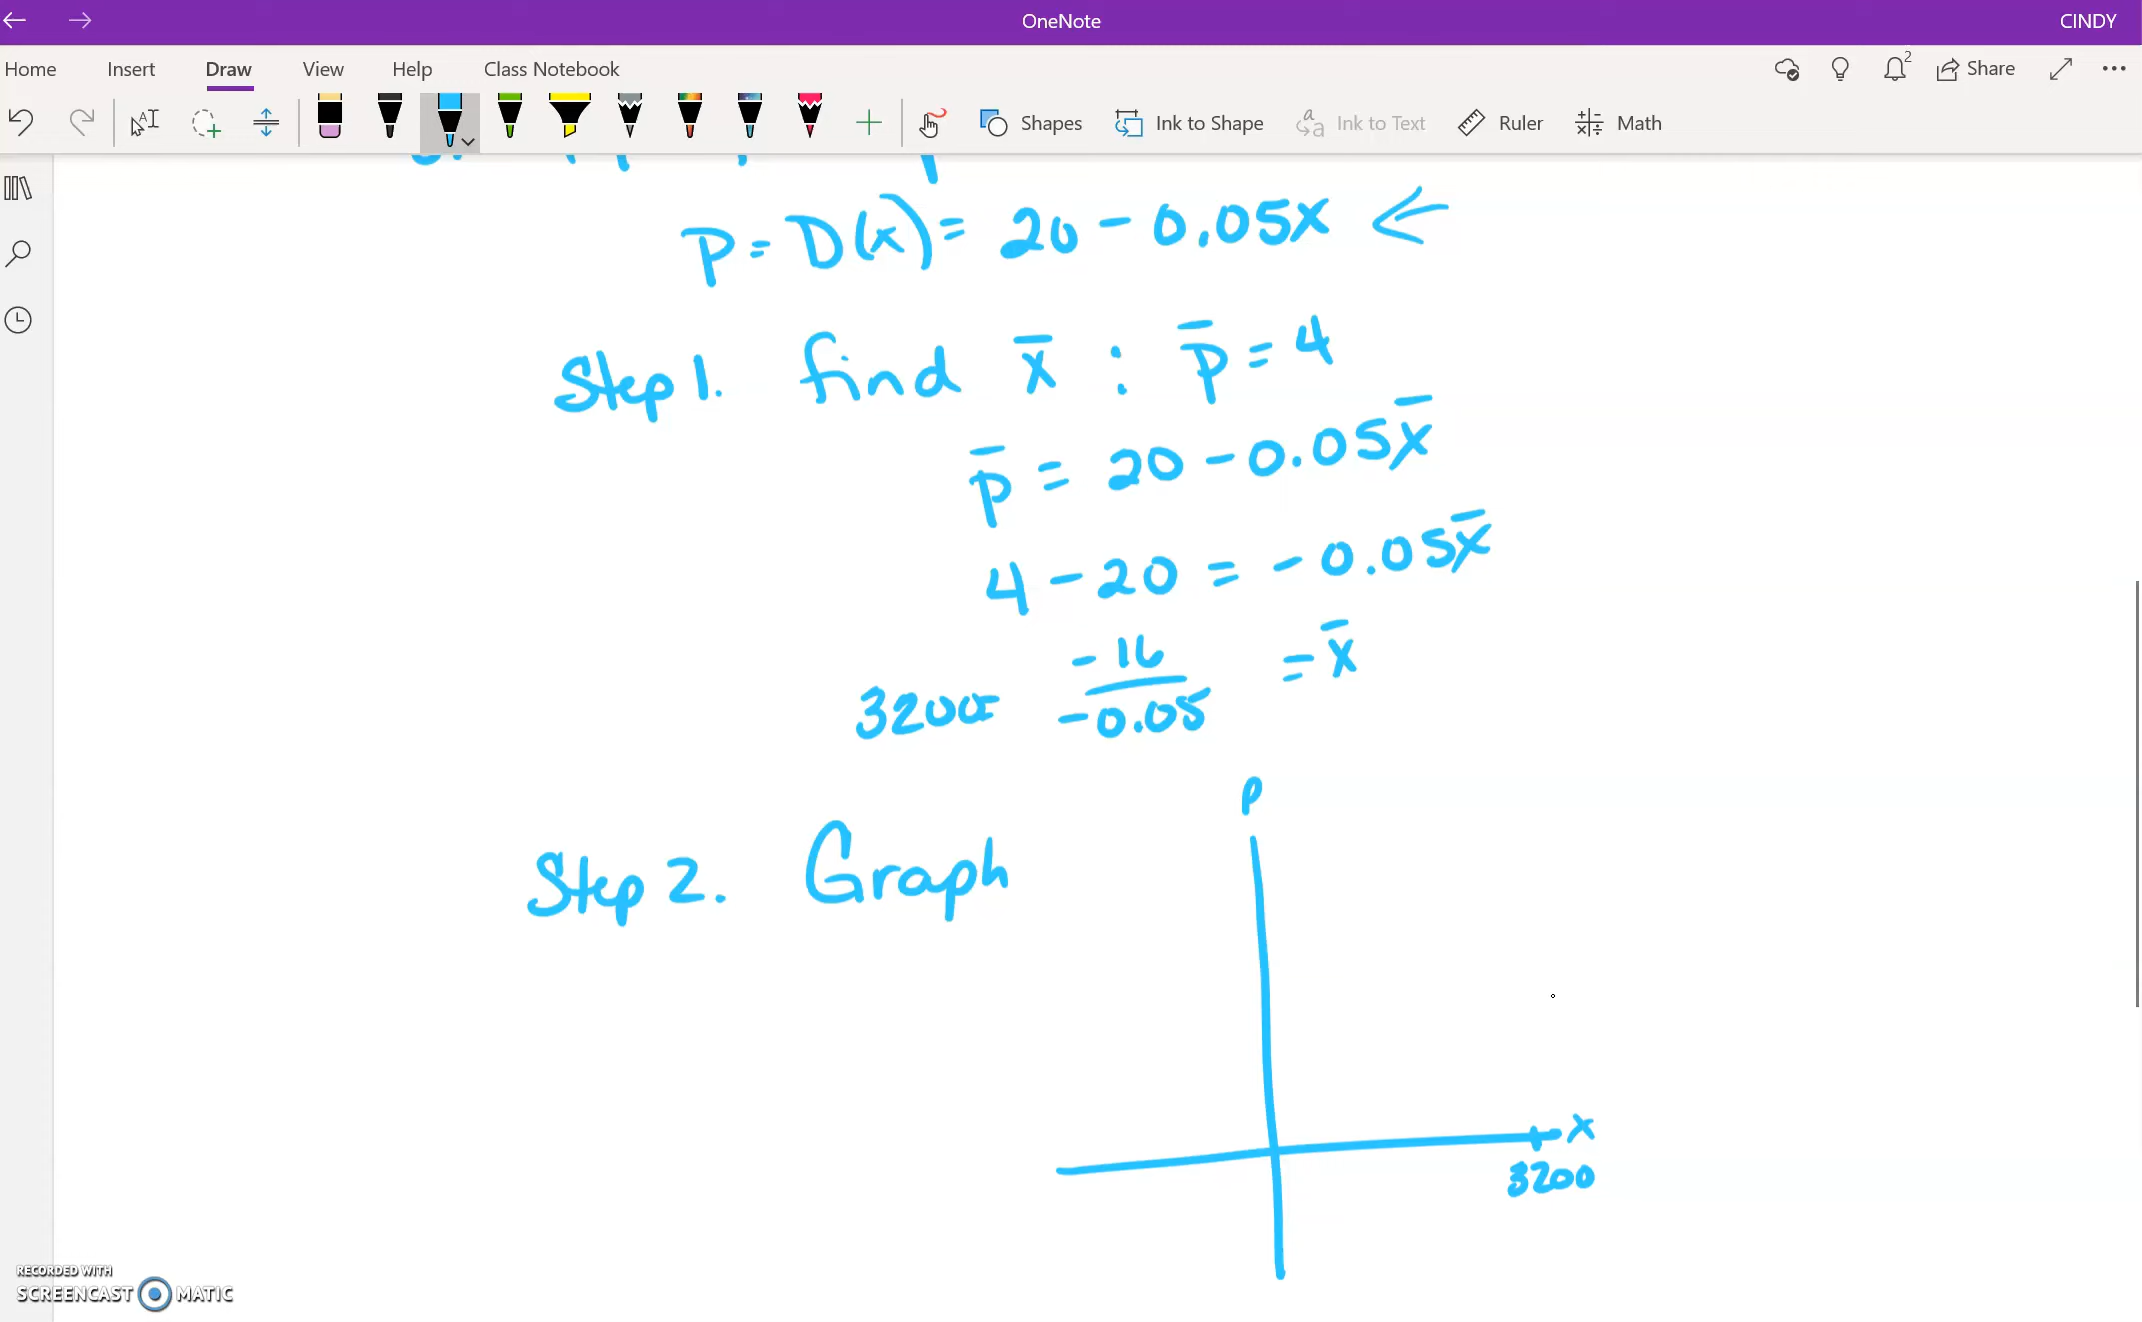 OneNote
CINDY
Home Insert Draw View Help Class Notebook
2
Share
Shapes Ink to Shape Ink to Text Ruler Math
p = D(x) = 20 - 0.05x <
Step 1. find x̄ : p̄ = 4
p̄ = 20 - 0.05x̄
4 - 20 = - 0.05x̄
-16
3200= = x̄
-0.05
P
Step 2. Graph
x
3200
RECORDED WITH
SCREENCAST MATIC